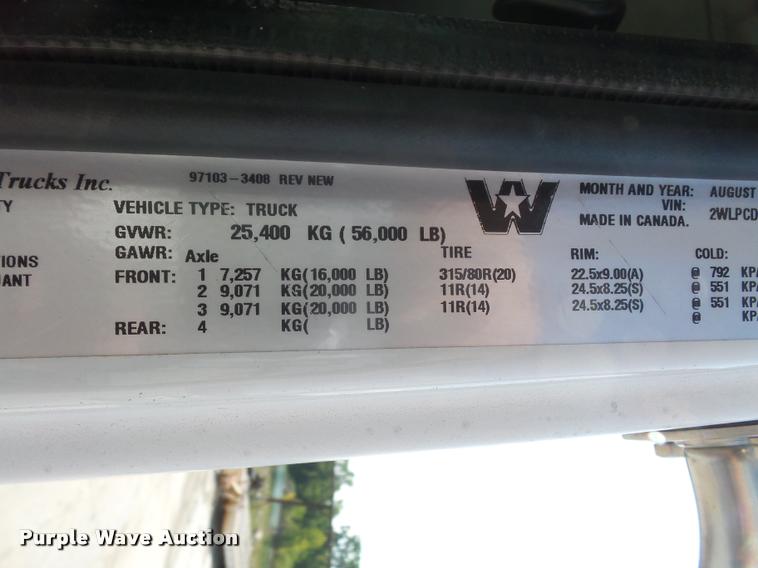 Trucks Inc. 97103-3408 REV NEW
W MONTH AND YEAR: AUGUST
TY VEHICLE TYPE: TRUCK VIN: 2WLPCD
GVWR: 25,400 KG ( 56,000 LB) MADE IN CANADA.
IONS GAWR: Axle TIRE RIM: COLD:
ANT FRONT: 1 7,257 KG(16,000 LB) 315/80R(20) 22.5x9.00(A) @ 792 KPA
2 9,071 KG(20,000 LB) 11R(14) 24.5x8.25(S) @ 551 KPA
3 9,071 KG(20,000 LB) 11R(14) 24.5x8.25(S) @ 551 KPA
REAR: 4 KG( LB) @ KPA
Purple Wave Auction